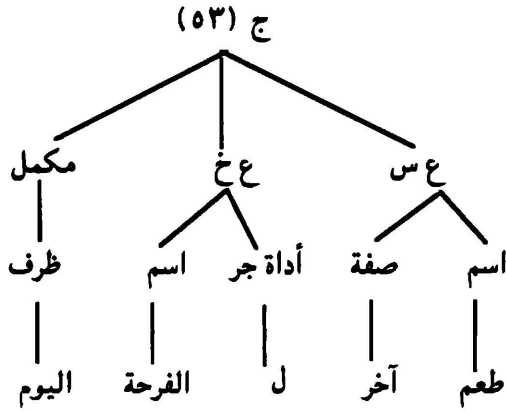 ج (٥٣)
ع س ع خ مكمل
اسم صفة أداة جر اسم ظرف
طعم آخر ل الفرحة اليوم